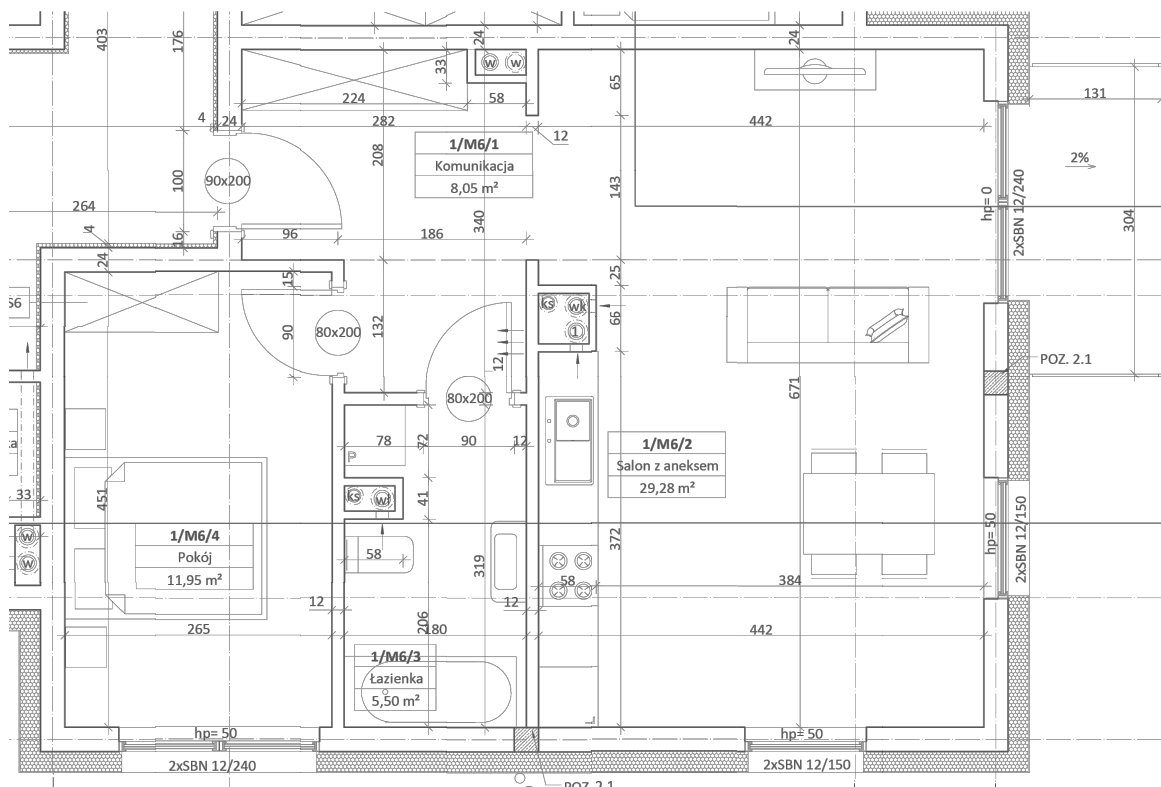 403
176
24
24
w
w
33
65
131
224
58
4
24
282
12
442
1/M6/1
Komunikacja
8,05 m²
208
143
2%
100
90x200
264
340
hp= 0
2xSBN 12/240
304
4
16
96
186
24
15
25
S6
ks
wk
1
66
90
80x200
132
12
POZ. 2.1
671
80x200
78
72
90
12
P
1/M6/2
Salon z aneksem
29,28 m²
33
451
ks
wł
41
w
w
1/M6/4
Pokój
11,95 m²
58
319
372
hp= 50
2xSBN 12/150
58
384
12
12
265
206
180
442
1/M6/3
Łazienka
5,50 m²
L
hp= 50
hp= 50
2xSBN 12/240
2xSBN 12/150
POZ. 2.1